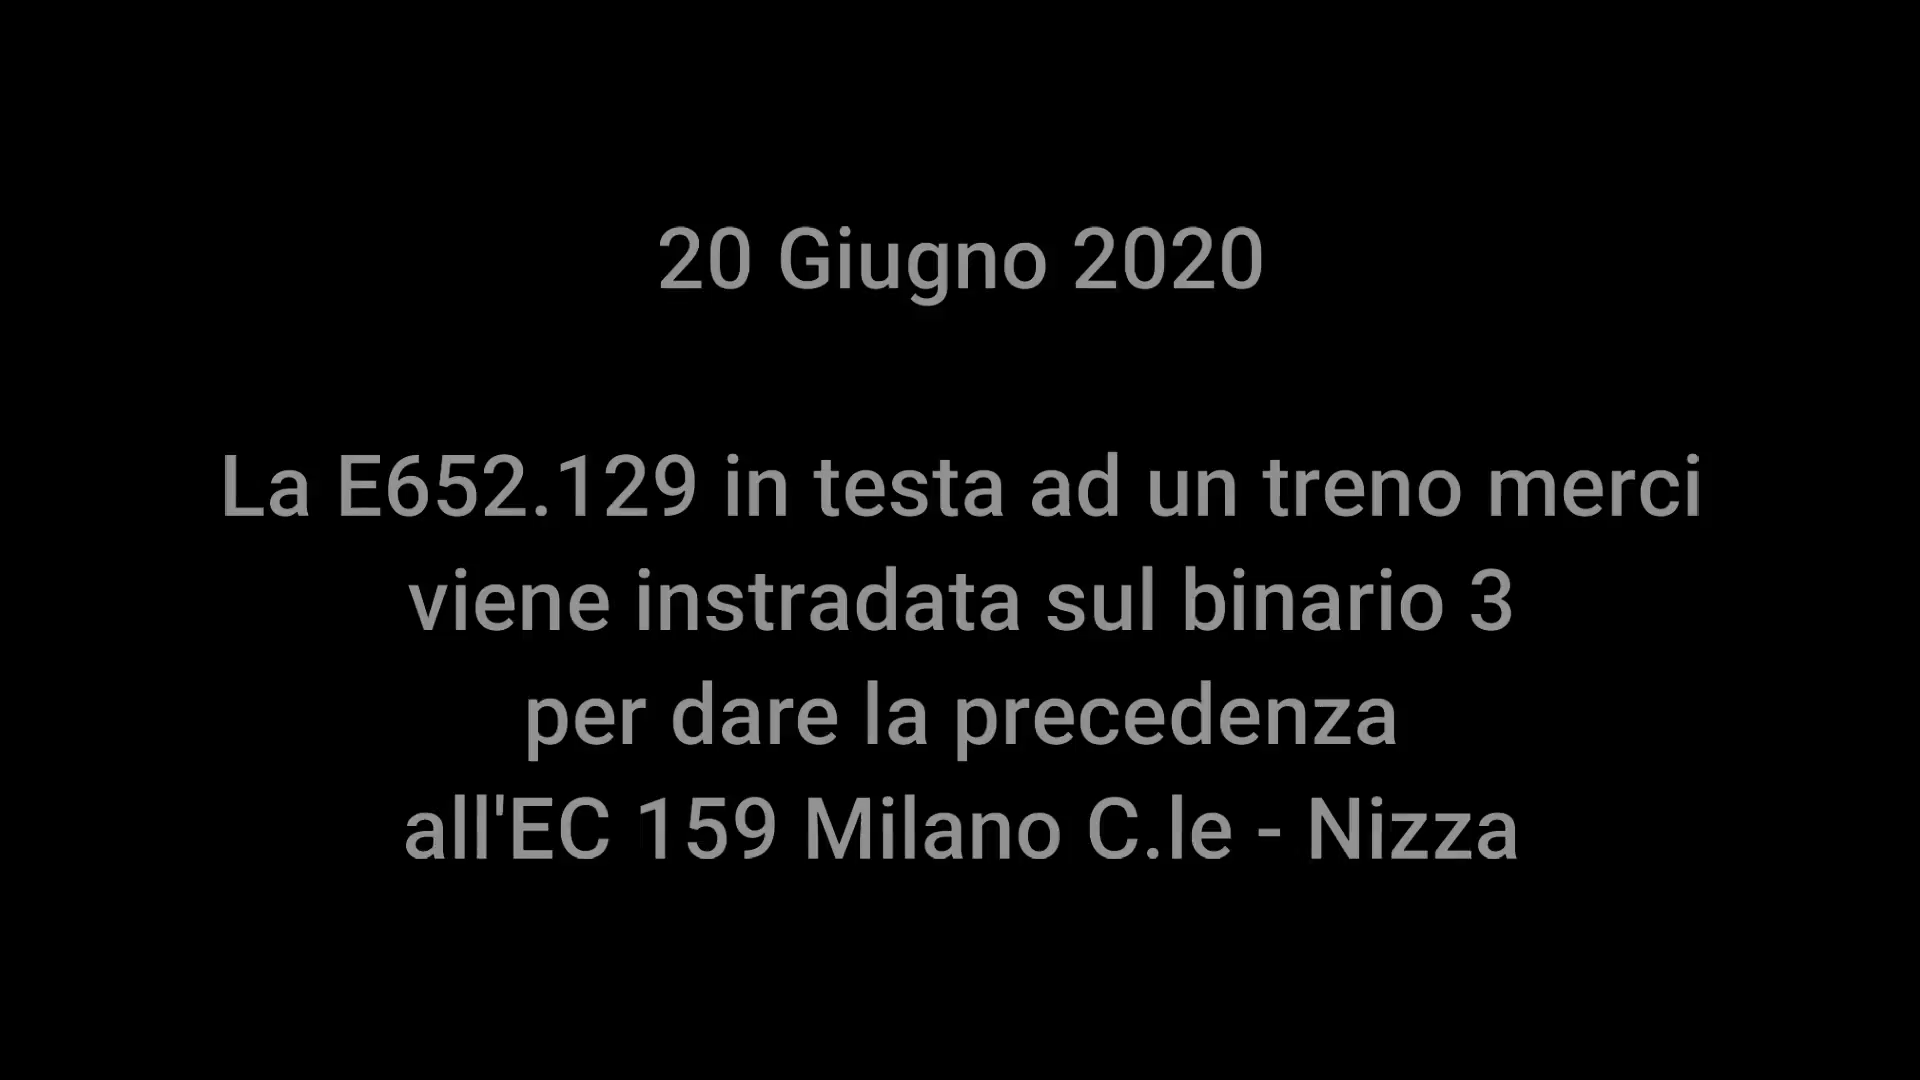 20 Giugno 2020
La E652.129 in testa ad un treno merci
viene instradata sul binario 3
per dare la precedenza
all'EC 159 Milano C.le - Nizza